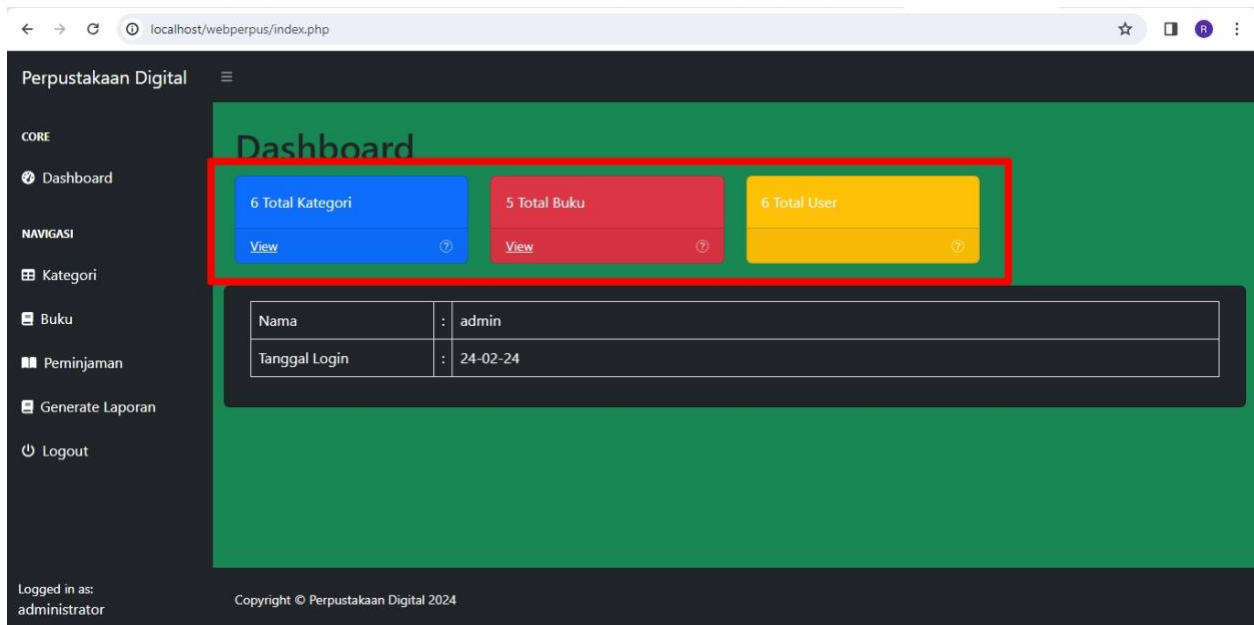 localhost/webperpus/index.php
R
Perpustakaan Digital
CORE
Dashboard
NAVIGASI
Kategori
Buku
Peminjaman
Generate Laporan
Logout
Logged in as:
administrator
Dashboard
6 Total Kategori
View
5 Total Buku
View
6 Total User
Nama : admin
Tanggal Login : 24-02-24
Copyright © Perpustakaan Digital 2024